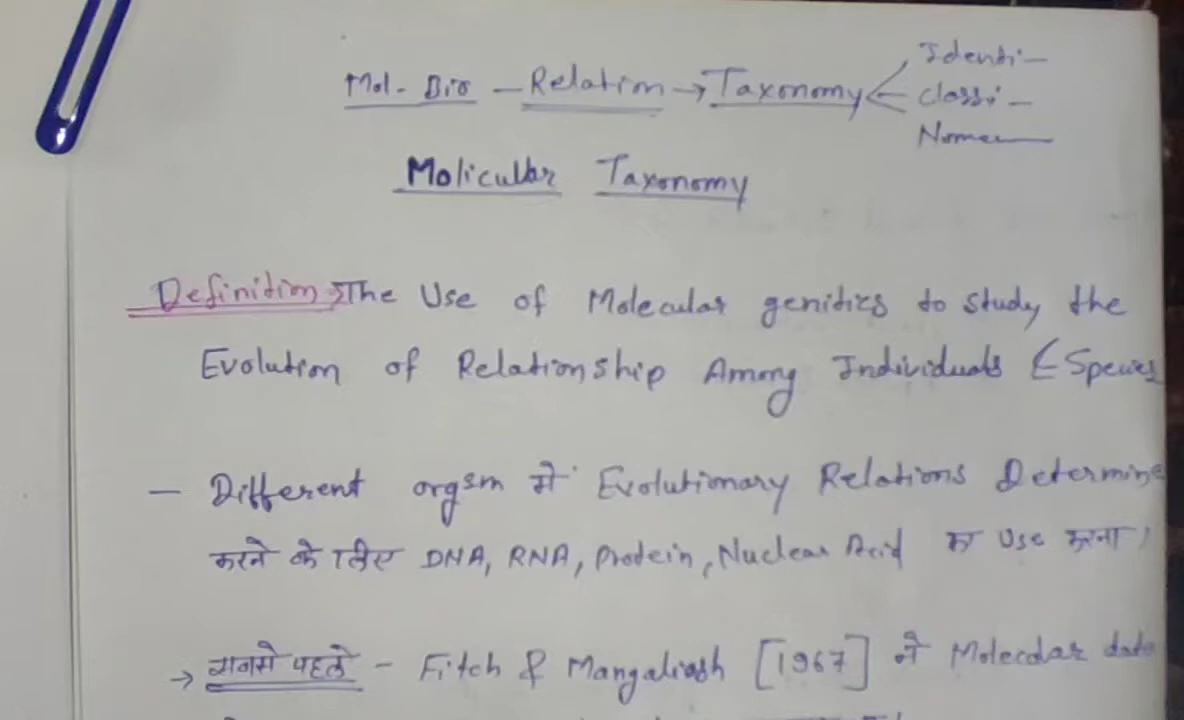 Mol. Bio – Relation → Taxonomy < Identi –
Classi –
Nomen —
Moliculer Taxonomy
Definition → The Use of Molecular genitics to study the
Evolution of Relationship Among Individuals & Species
– Different orgsm में Evolutionary Relations Determine
करने के लिए DNA, RNA, Protein, Nuclear Acid का Use करना।
→ सबसे पहले – Fitch & Mangaliash [1967] ने Molecular data